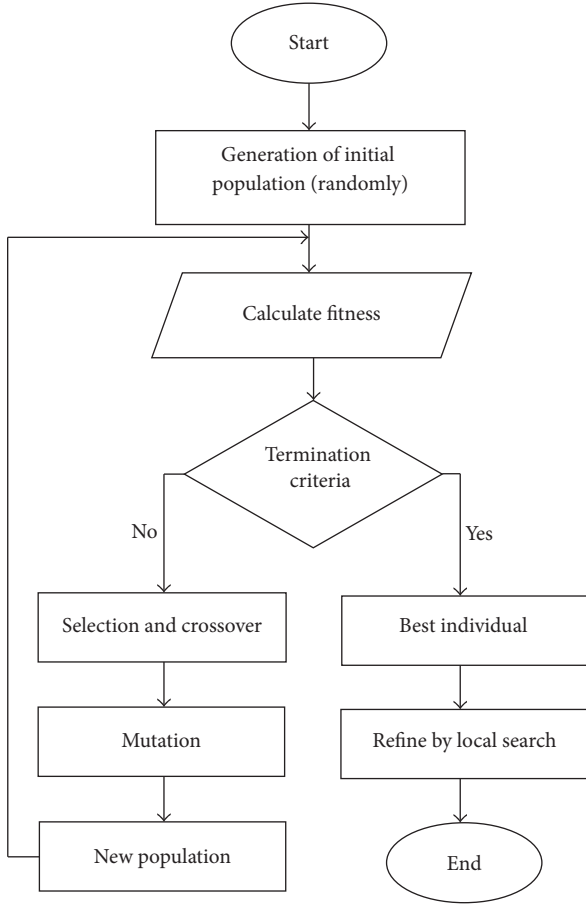 Start
Generation of initial
population (randomly)
Calculate fitness
Termination
criteria
No
Yes
Selection and crossover
Best individual
Mutation
Refine by local search
New population
End